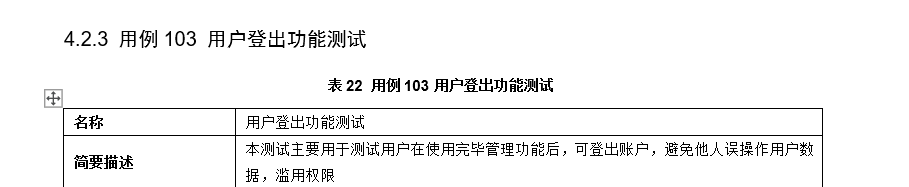 4.2.3 用例 103 用户登出功能测试
表 22 用例 103 用户登出功能测试
名称 用户登出功能测试
简要描述 本测试主要用于测试用户在使用完毕管理功能后，可登出账户，避免他人误操作用户数
据，滥用权限